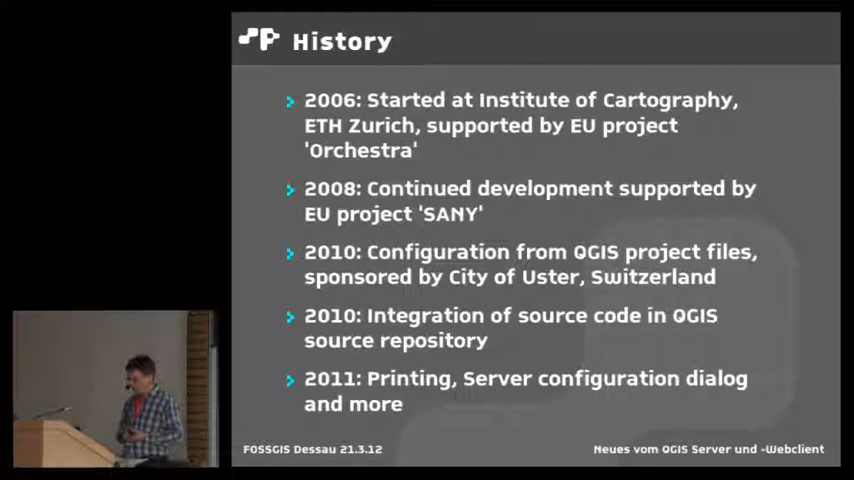 History
2006: Started at Institute of Cartography,
ETH Zurich, supported by EU project
'Orchestra'
2008: Continued development supported by
EU project 'SANY'
2010: Configuration from QGIS project files,
sponsored by City of Uster, Switzerland
2010: Integration of source code in QGIS
source repository
2011: Printing, Server configuration dialog
and more
FOSSGIS Dessau 21.3.12
Neues vom QGIS Server und -Webclient